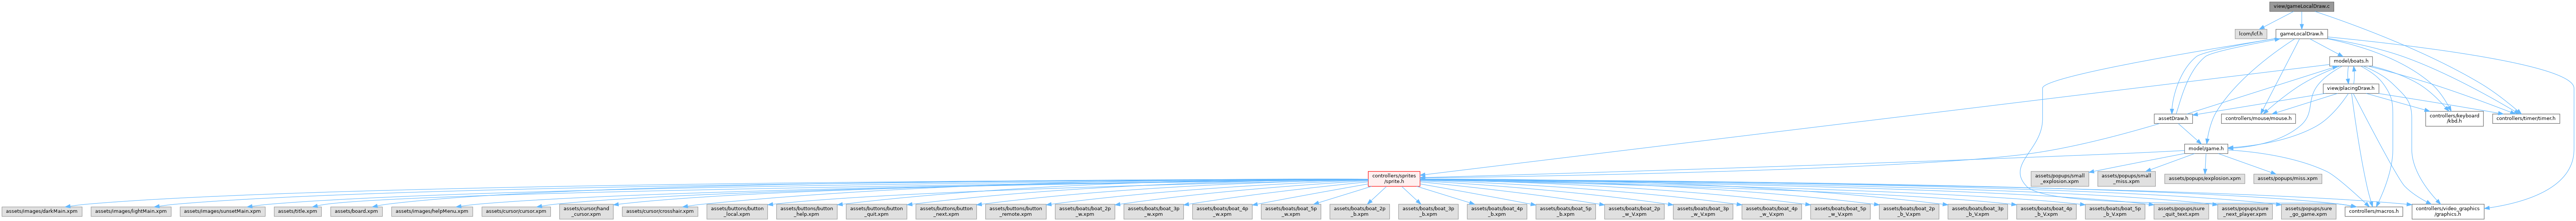 view/gameLocalDraw.c
lcom/lcf.h
gameLocalDraw.h
model/boats.h
view/placingDraw.h
assetDraw.h
controllers/mouse/mouse.h
controllers/keyboard
/kbd.h
controllers/timer/timer.h
model/game.h
controllers/sprites
/sprite.h
assets/popups/small
_explosion.xpm
assets/popups/small
_miss.xpm
assets/popups/explosion.xpm
assets/popups/miss.xpm
assets/images/darkMain.xpm
assets/images/lightMain.xpm
assets/images/sunsetMain.xpm
assets/title.xpm
assets/board.xpm
assets/images/helpMenu.xpm
assets/cursor/cursor.xpm
assets/cursor/hand
_cursor.xpm
assets/cursor/crosshair.xpm
assets/buttons/button
_local.xpm
assets/buttons/button
_help.xpm
assets/buttons/button
_quit.xpm
assets/buttons/button
_next.xpm
assets/buttons/button
_remote.xpm
assets/boats/boat_2p
_w.xpm
assets/boats/boat_3p
_w.xpm
assets/boats/boat_4p
_w.xpm
assets/boats/boat_5p
_w.xpm
assets/boats/boat_2p
_b.xpm
assets/boats/boat_3p
_b.xpm
assets/boats/boat_4p
_b.xpm
assets/boats/boat_5p
_b.xpm
assets/boats/boat_2p
_w_V.xpm
assets/boats/boat_3p
_w_V.xpm
assets/boats/boat_4p
_w_V.xpm
assets/boats/boat_5p
_w_V.xpm
assets/boats/boat_2p
_b_V.xpm
assets/boats/boat_3p
_b_V.xpm
assets/boats/boat_4p
_b_V.xpm
assets/boats/boat_5p
_b_V.xpm
assets/popups/sure
_quit_text.xpm
assets/popups/sure
_next_player.xpm
assets/popups/sure
_go_game.xpm
controllers/macros.h
controllers/video_graphics
/graphics.h